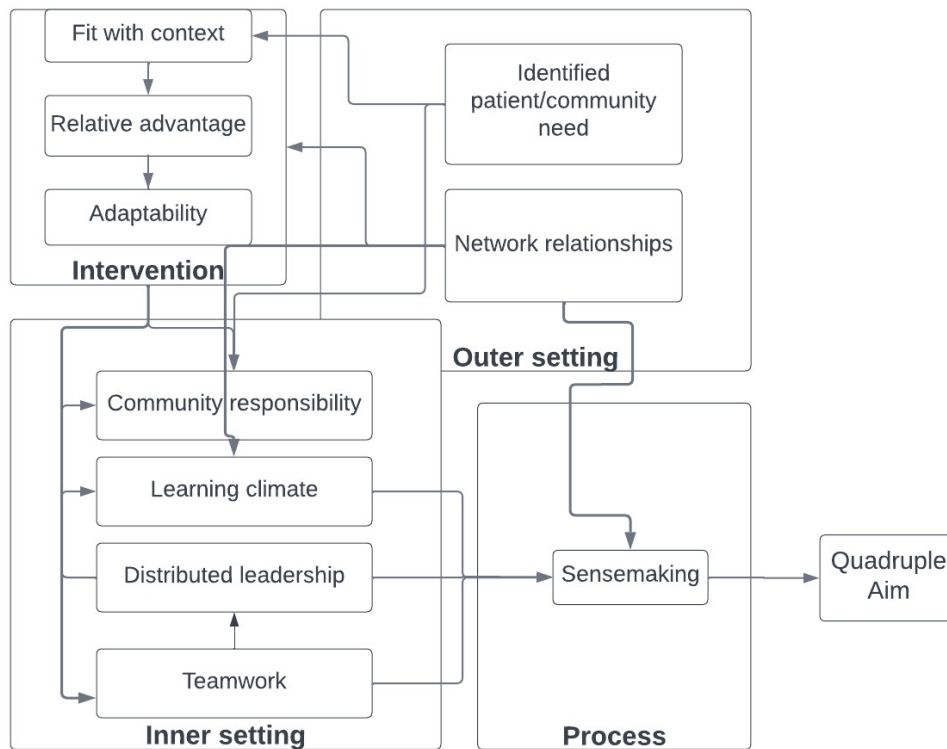 Fit with context
Relative advantage
Adaptability
Intervention
Identified
patient/community
need
Network relationships
Outer setting
Community responsibility
Learning climate
Distributed leadership
Teamwork
Inner setting
Sensemaking
Process
Quadruple
Aim